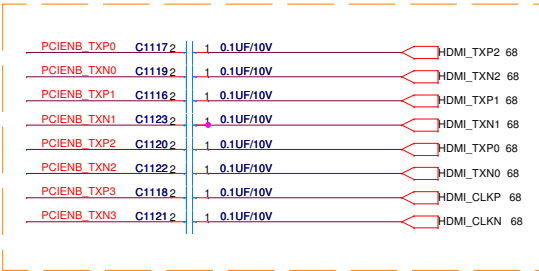 PCIENB_TXP0 C1117 2 1 0.1UF/10V HDMI_TXP2 68
PCIENB_TXN0 C1119 2 1 0.1UF/10V HDMI_TXN2 68
PCIENB_TXP1 C1116 2 1 0.1UF/10V HDMI_TXP1 68
PCIENB_TXN1 C1123 2 1 0.1UF/10V HDMI_TXN1 68
PCIENB_TXP2 C1120 2 1 0.1UF/10V HDMI_TXP0 68
PCIENB_TXN2 C1122 2 1 0.1UF/10V HDMI_TXN0 68
PCIENB_TXP3 C1118 2 1 0.1UF/10V HDMI_CLKP 68
PCIENB_TXN3 C1121 2 1 0.1UF/10V HDMI_CLKN 68